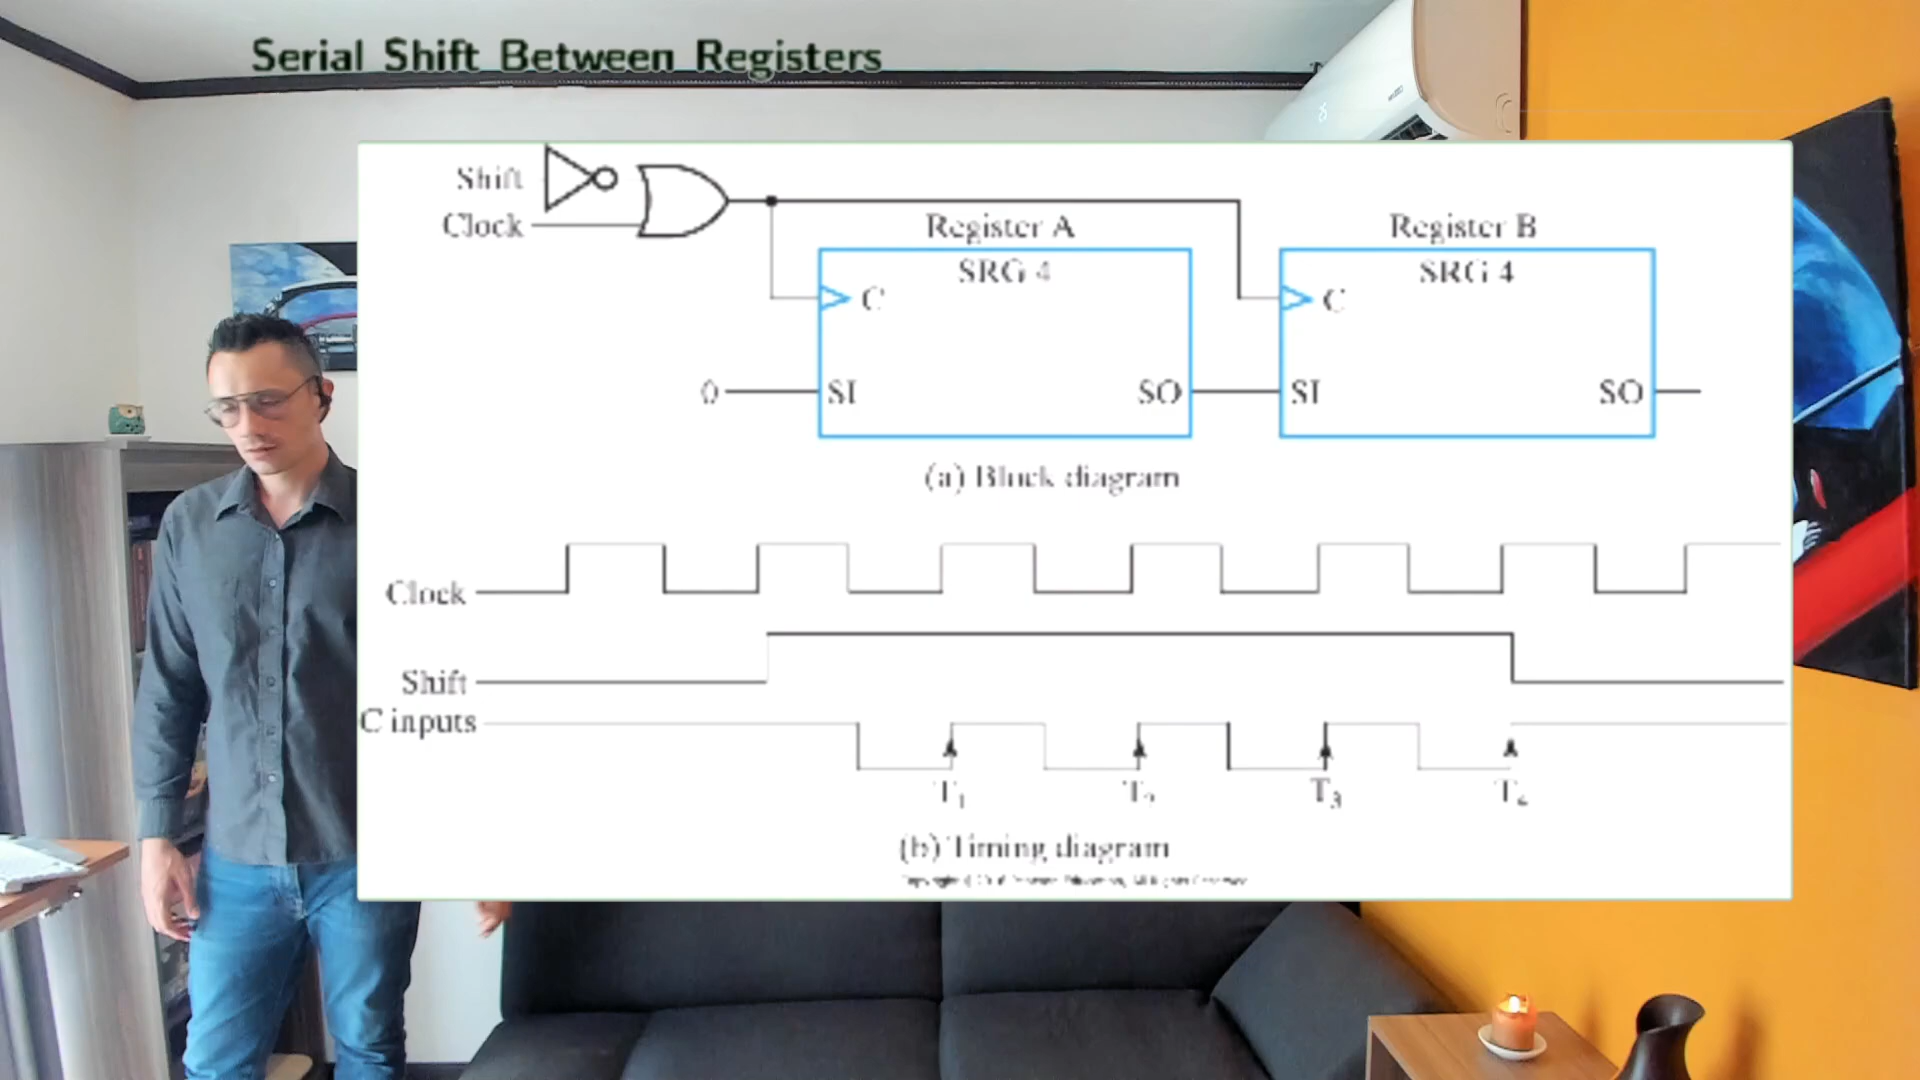 Serial Shift Between Registers
Shift
Clock
Register A
SRG 4
C
0
SI
SO
Register B
SRG 4
C
SI
SO
(a) Block diagram
Clock
Shift
C inputs
T1
T2
T3
T4
(b) Timing diagram